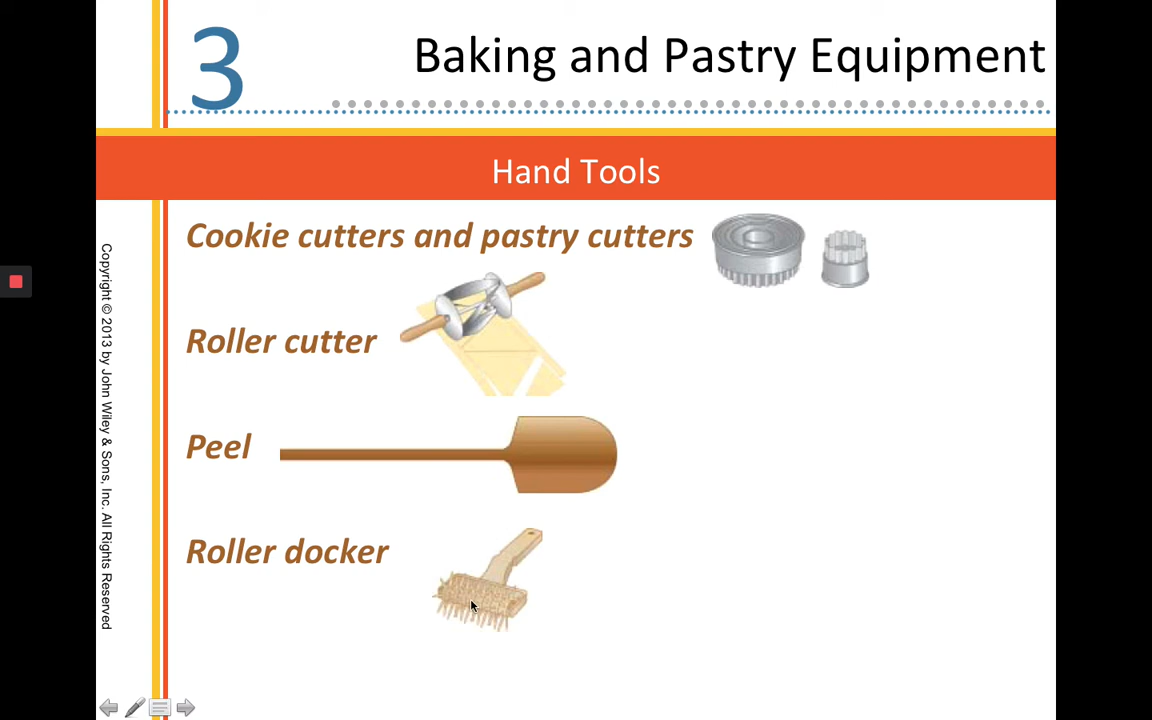 3
Baking and Pastry Equipment
Hand Tools
Cookie cutters and pastry cutters
Roller cutter
Peel
Roller docker
Copyright © 2013 by John Wiley & Sons, Inc. All Rights Reserved